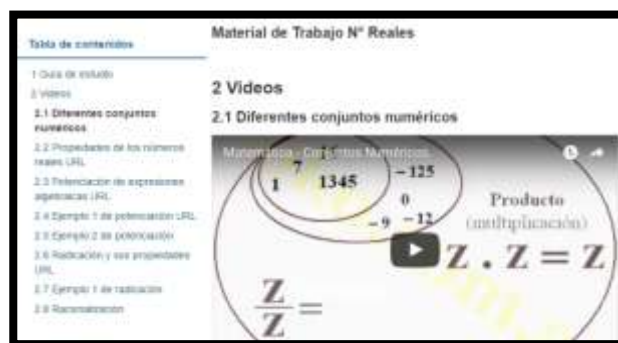 Tabla de contenidos
1 Guía de estudio
2 Videos
2.1 Diferentes conjuntos
numéricos
2.2 Propiedades de los números
reales URL
2.3 Potenciación de expresiones
algebraicas URL
2.4 Ejemplo 1 de potenciación URL
2.5 Ejemplo 2 de potenciación
2.6 Radicación y sus propiedades
URL
2.7 Ejemplo 1 de radicación
2.8 Racionalización
Material de Trabajo N° Reales
2 Videos
2.1 Diferentes conjuntos numéricos
Matemática - Conjuntos Numéricos
7
1 1345
-125
0
-9 -12
Producto
(multiplicación)
Z . Z = Z
Z/Z =